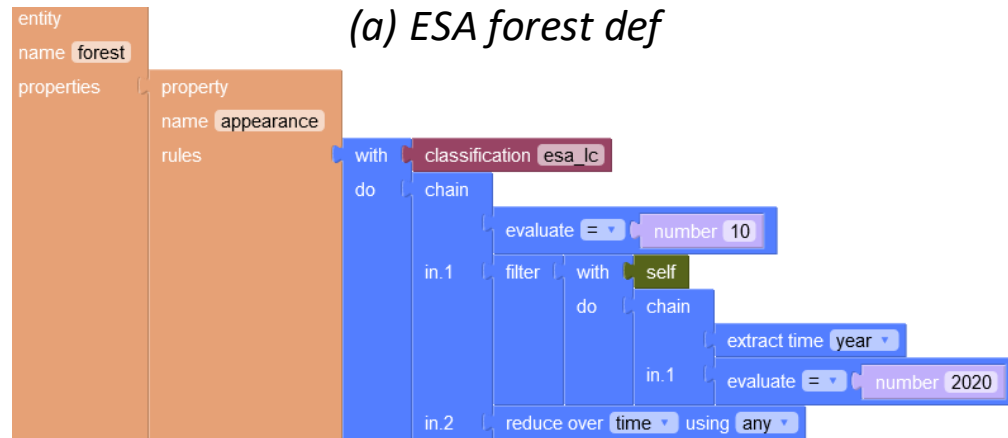 (a) ESA forest def
entity
name forest
properties property
name appearance
rules with classification esa_lc
do chain
evaluate = ▾ number 10
in.1 filter with self
do chain
extract time year ▾
in.1 evaluate = ▾ number 2020
in.2 reduce over time ▾ using any ▾